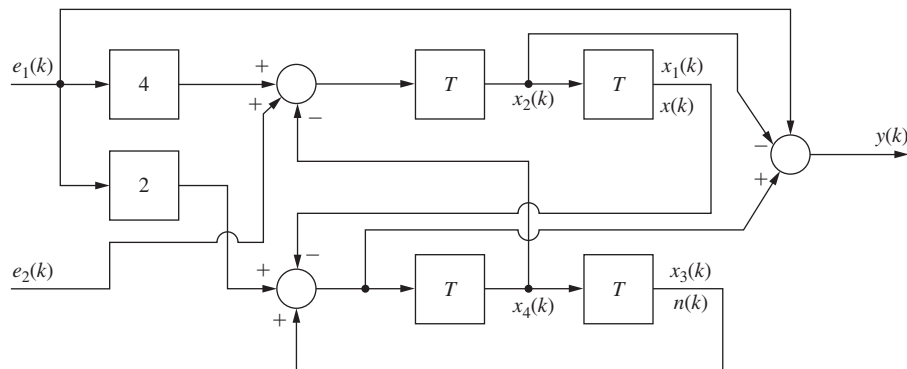 e₁(k)
4
+
+
−
T
x₂(k)
T
x₁(k)
x(k)
−
+
y(k)
2
e₂(k)
+
−
+
T
x₄(k)
T
x₃(k)
n(k)